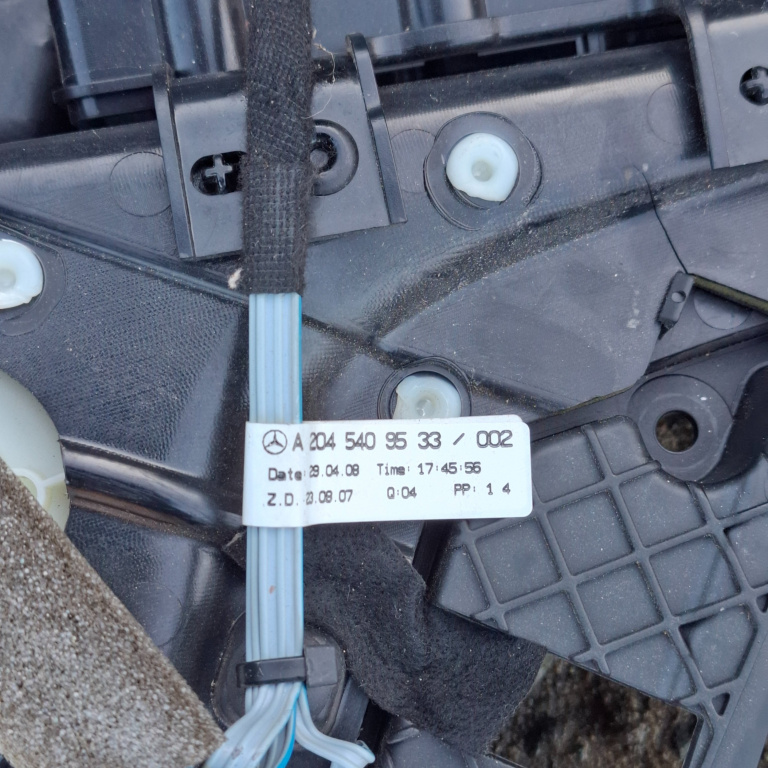 A 204 540 95 33 / 002
Date: 29.04.08 Time: 17:45:56
Z.D. 23.08.07 Q:04 PP: 1 4